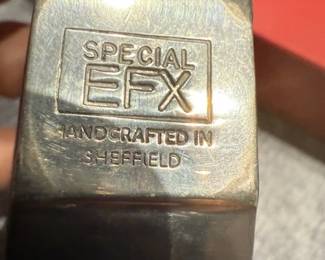 SPECIAL
EFX
HANDCRAFTED IN
SHEFFIELD